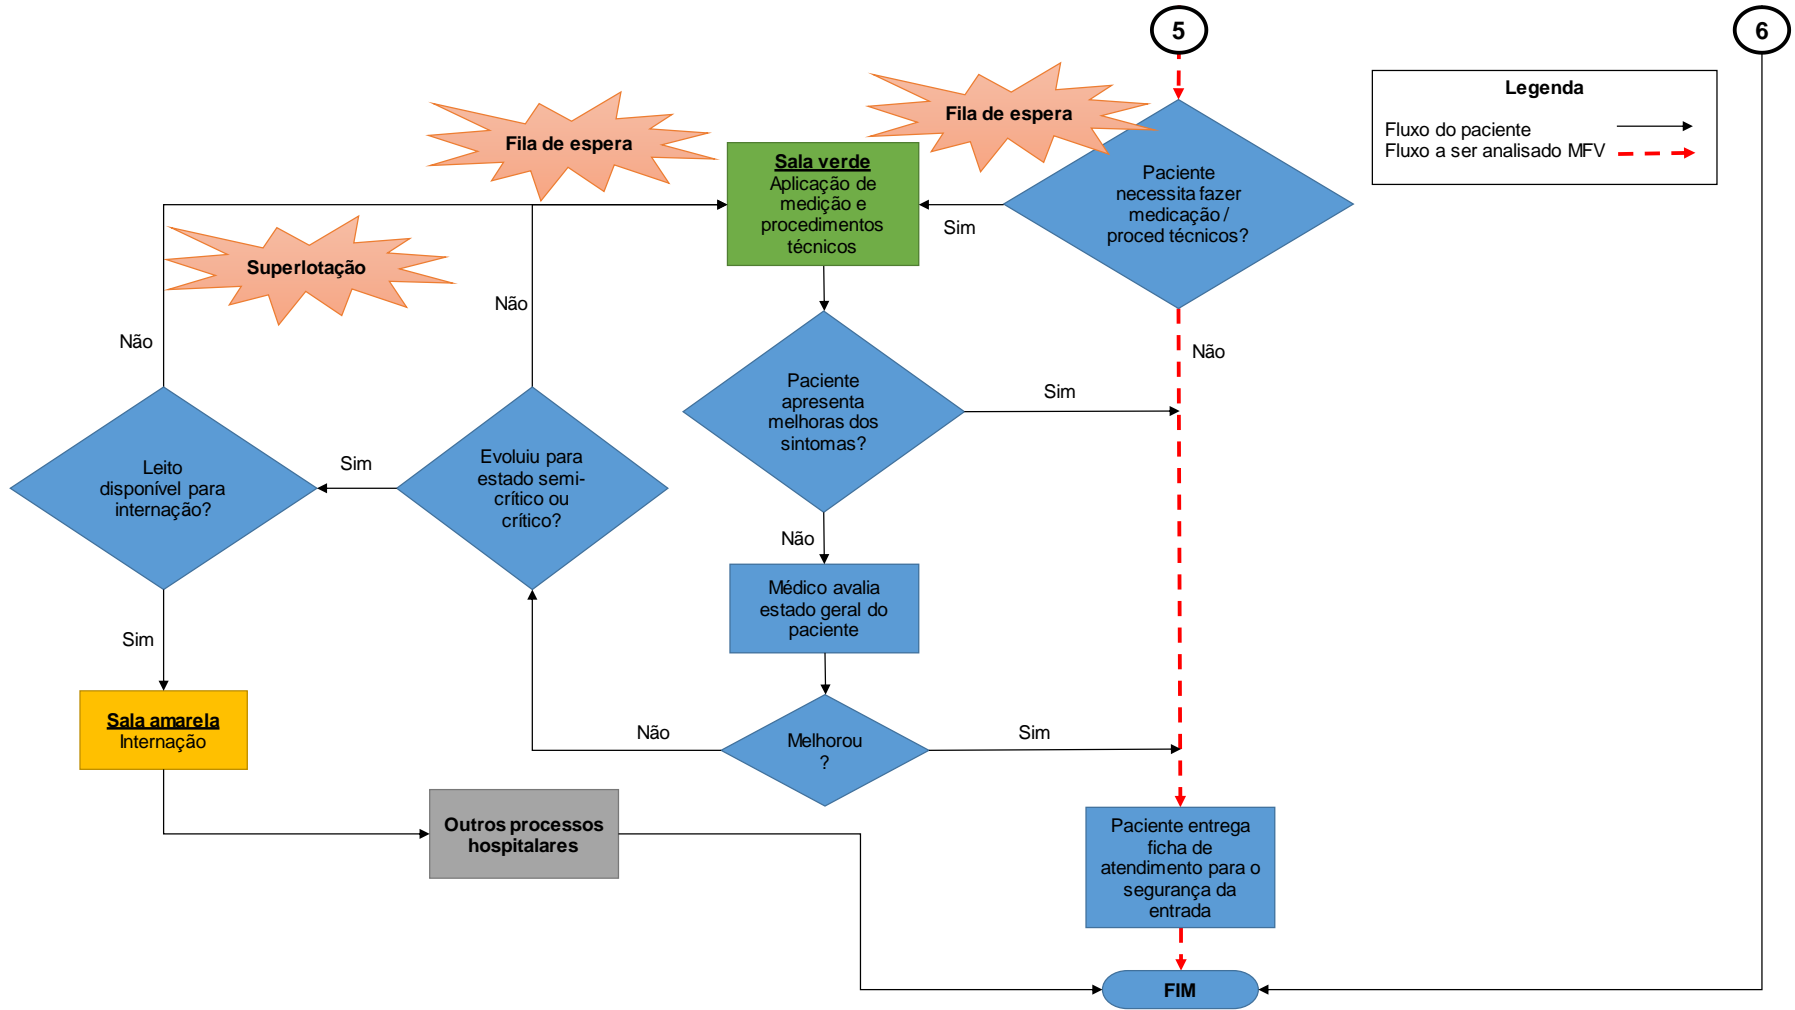 5
6
Legenda
Fluxo do paciente
Fluxo a ser analisado MFV
Fila de espera
Fila de espera
Sala verde
Aplicação de
medição e
procedimentos
técnicos
Paciente
necessita fazer
medicação /
proced técnicos?
Sim
Superlotação
Não
Não
Não
Paciente
apresenta
melhoras dos
sintomas?
Sim
Leito
disponível para
internação?
Sim
Evoluiu para
estado semi-
crítico ou
crítico?
Não
Médico avalia
estado geral do
paciente
Sim
Sala amarela
Internação
Não
Melhorou
?
Sim
Outros processos
hospitalares
Paciente entrega
ficha de
atendimento para o
segurança da
entrada
FIM